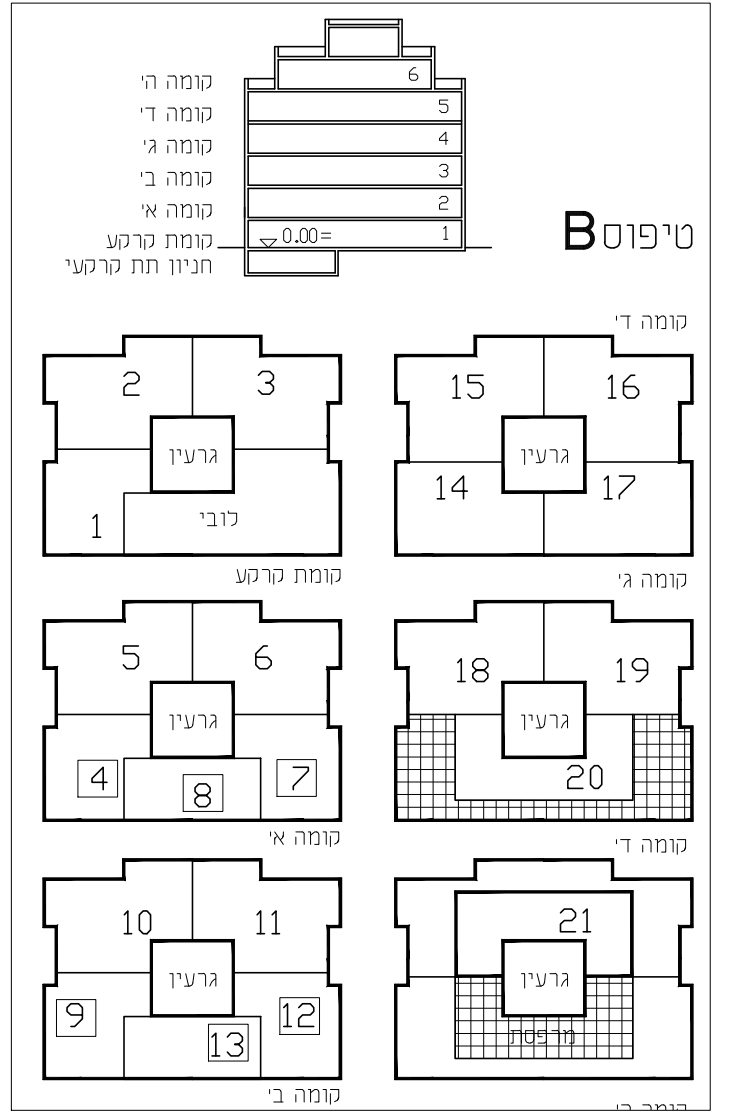 קומה ה'
6
קומה ד'
5
קומה ג'
4
קומה ב'
3
קומה א'
2
קומת קרקע
0.00=
1
חניון תת קרקעי
טיפוס B
2
3
גרעין
1
לובי
קומת קרקע
קומה ד'
15
16
גרעין
14
17
קומה ג'
5
6
גרעין
4
8
7
קומה א'
18
19
גרעין
20
קומה ד'
10
11
גרעין
9
13
12
קומה ב'
21
גרעין
מרפסת